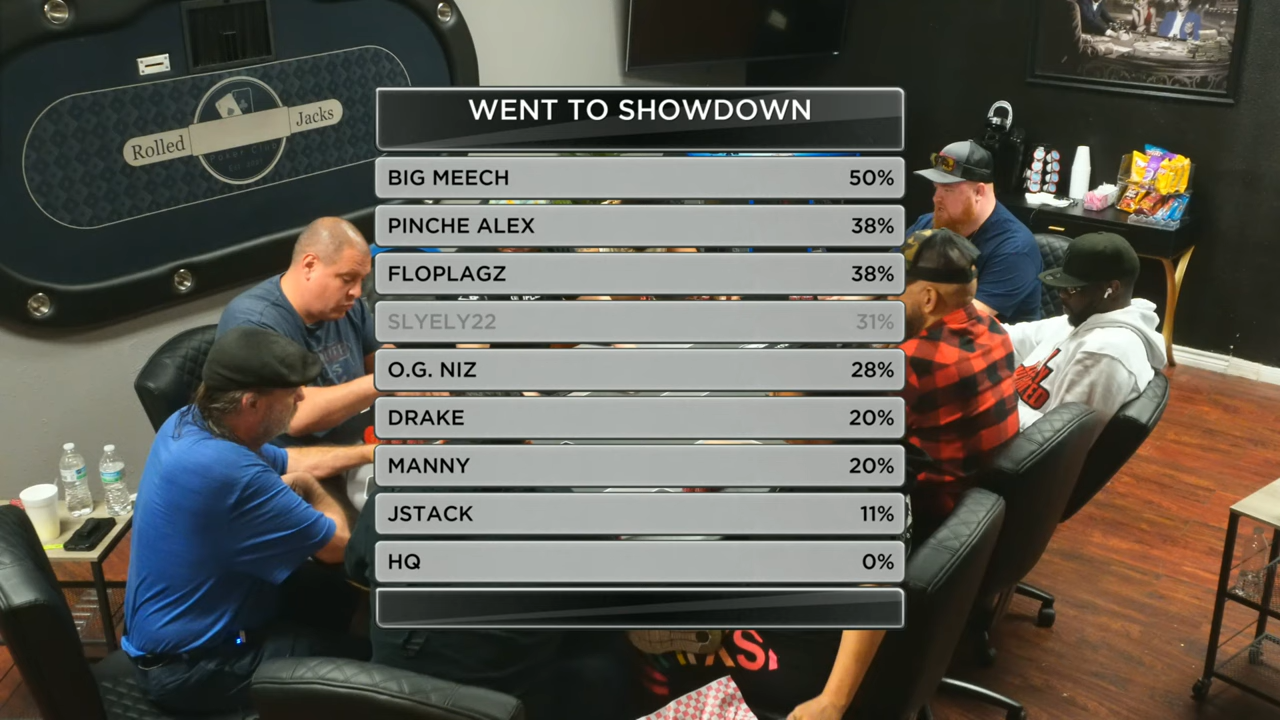 WENT TO SHOWDOWN
BIG MEECH 50%
PINCHE ALEX 38%
FLOPLAGZ 38%
SLYELY22 31%
O.G. NIZ 28%
DRAKE 20%
MANNY 20%
JSTACK 11%
HQ 0%
Rolled Jacks